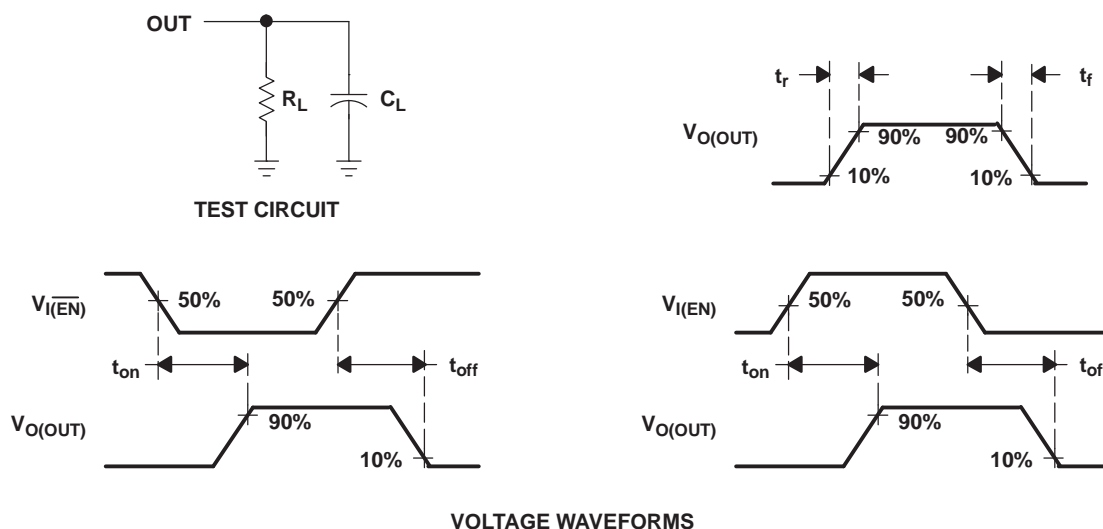 OUT
R_L
C_L
TEST CIRCUIT
t_r
t_f
V_O(OUT)
90%
90%
10%
10%
V_I(E̅N̅)
50%
50%
t_on
t_off
V_O(OUT)
90%
10%
V_I(EN)
50%
50%
t_on
t_of
V_O(OUT)
90%
10%
VOLTAGE WAVEFORMS